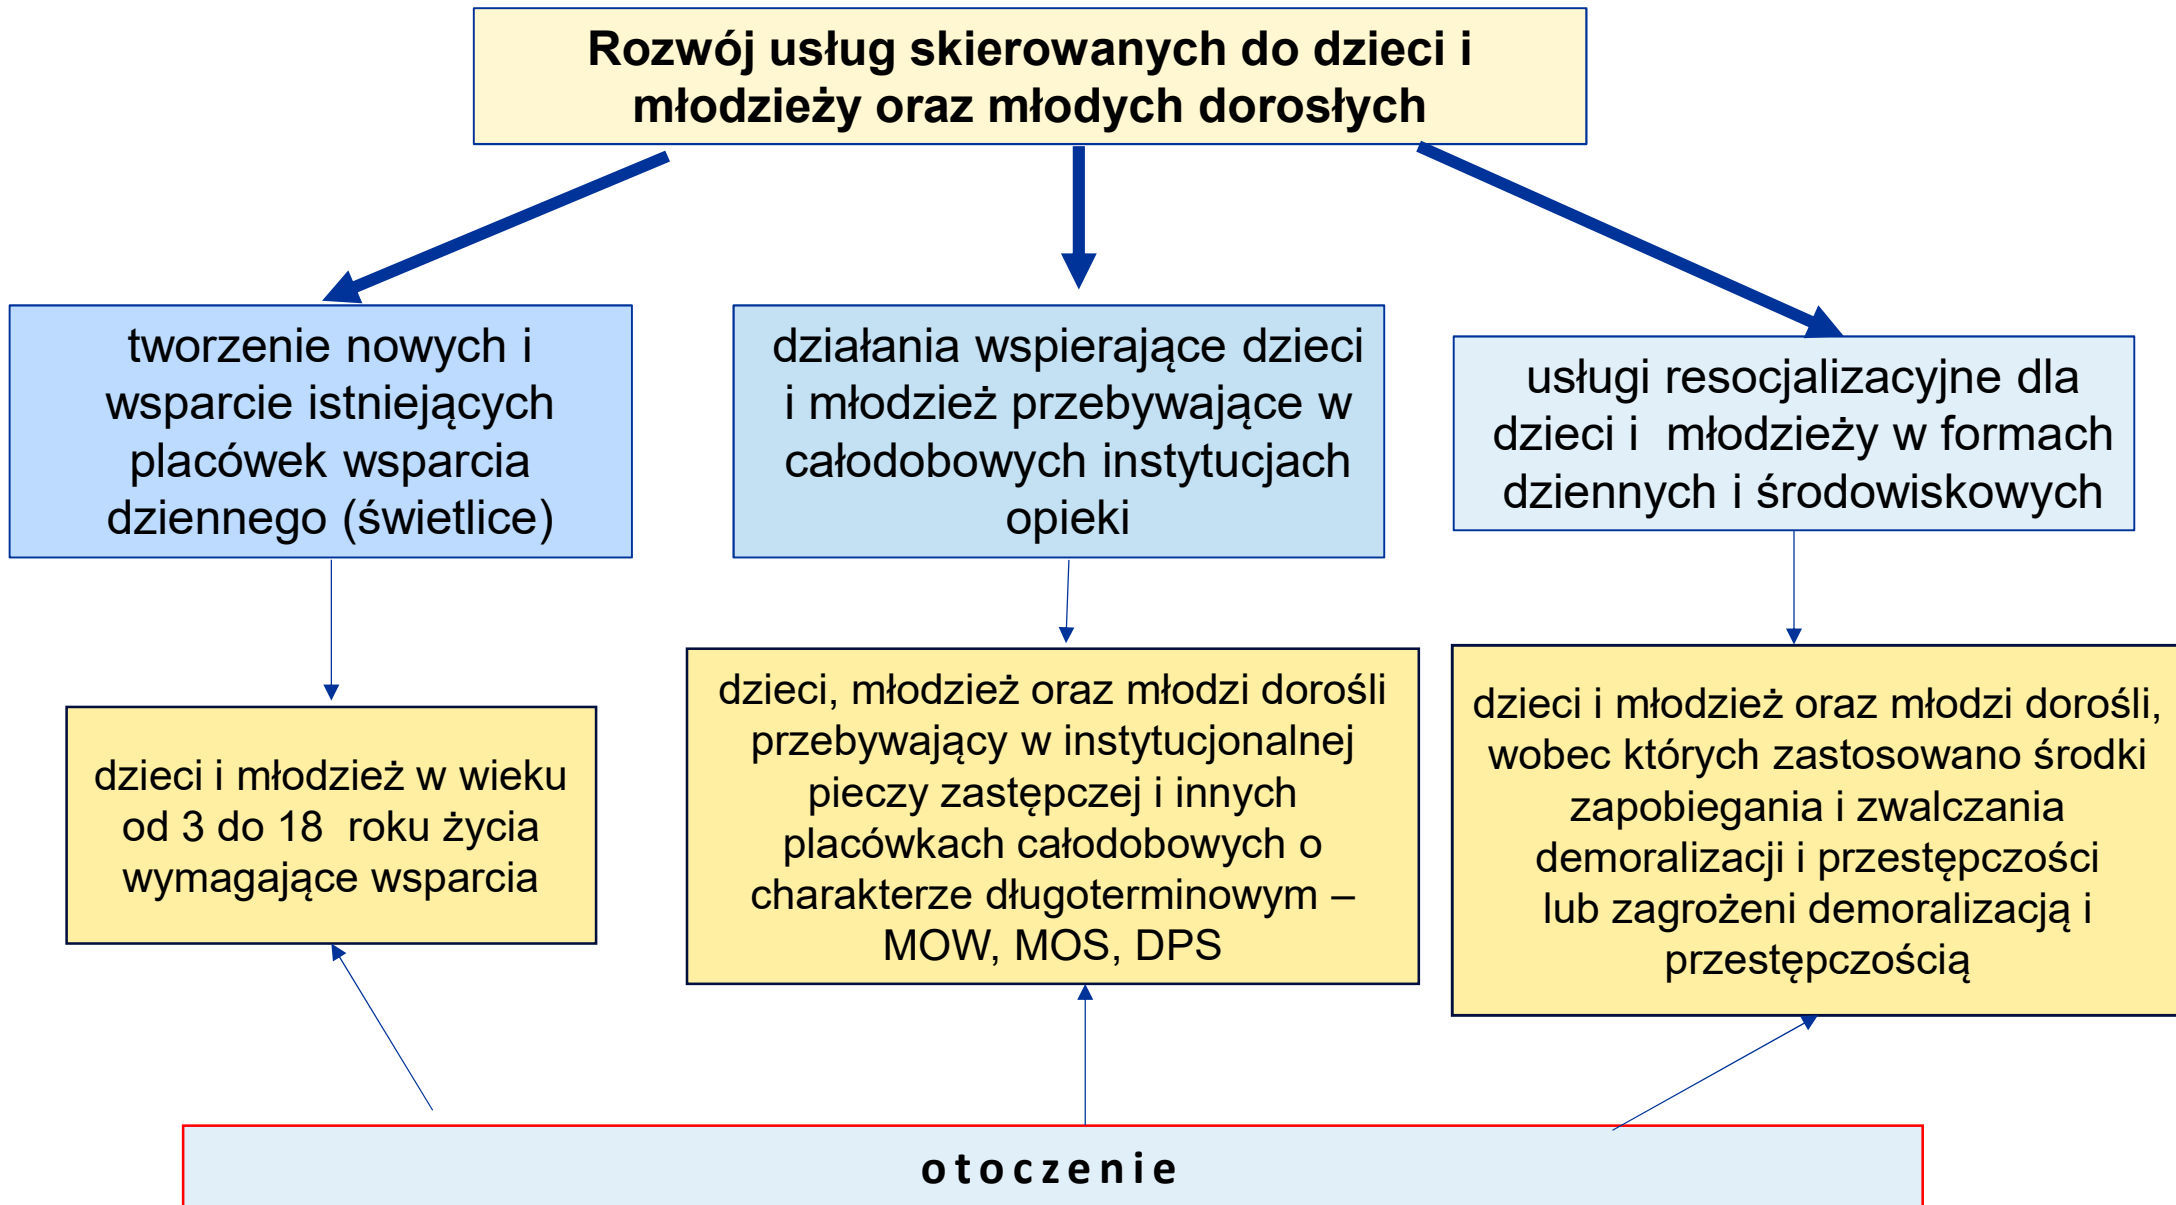 Rozwój usług skierowanych do dzieci i
młodzieży oraz młodych dorosłych
tworzenie nowych i
wsparcie istniejących
placówek wsparcia
dziennego (świetlice)
działania wspierające dzieci
i młodzież przebywające w
całodobowych instytucjach
opieki
usługi resocjalizacyjne dla
dzieci i młodzieży w formach
dziennych i środowiskowych
dzieci i młodzież w wieku
od 3 do 18 roku życia
wymagające wsparcia
dzieci, młodzież oraz młodzi dorośli
przebywający w instytucjonalnej
pieczy zastępczej i innych
placówkach całodobowych o
charakterze długoterminowym –
MOW, MOS, DPS
dzieci i młodzież oraz młodzi dorośli,
wobec których zastosowano środki
zapobiegania i zwalczania
demoralizacji i przestępczości
lub zagrożeni demoralizacją i
przestępczością
otoczenie